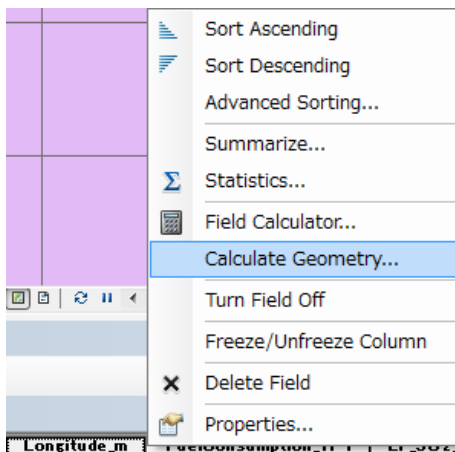 Sort Ascending
Sort Descending
Advanced Sorting...
Summarize...
Statistics...
Field Calculator...
Calculate Geometry...
Turn Field Off
Freeze/Unfreeze Column
Delete Field
Properties...
Longitude_m